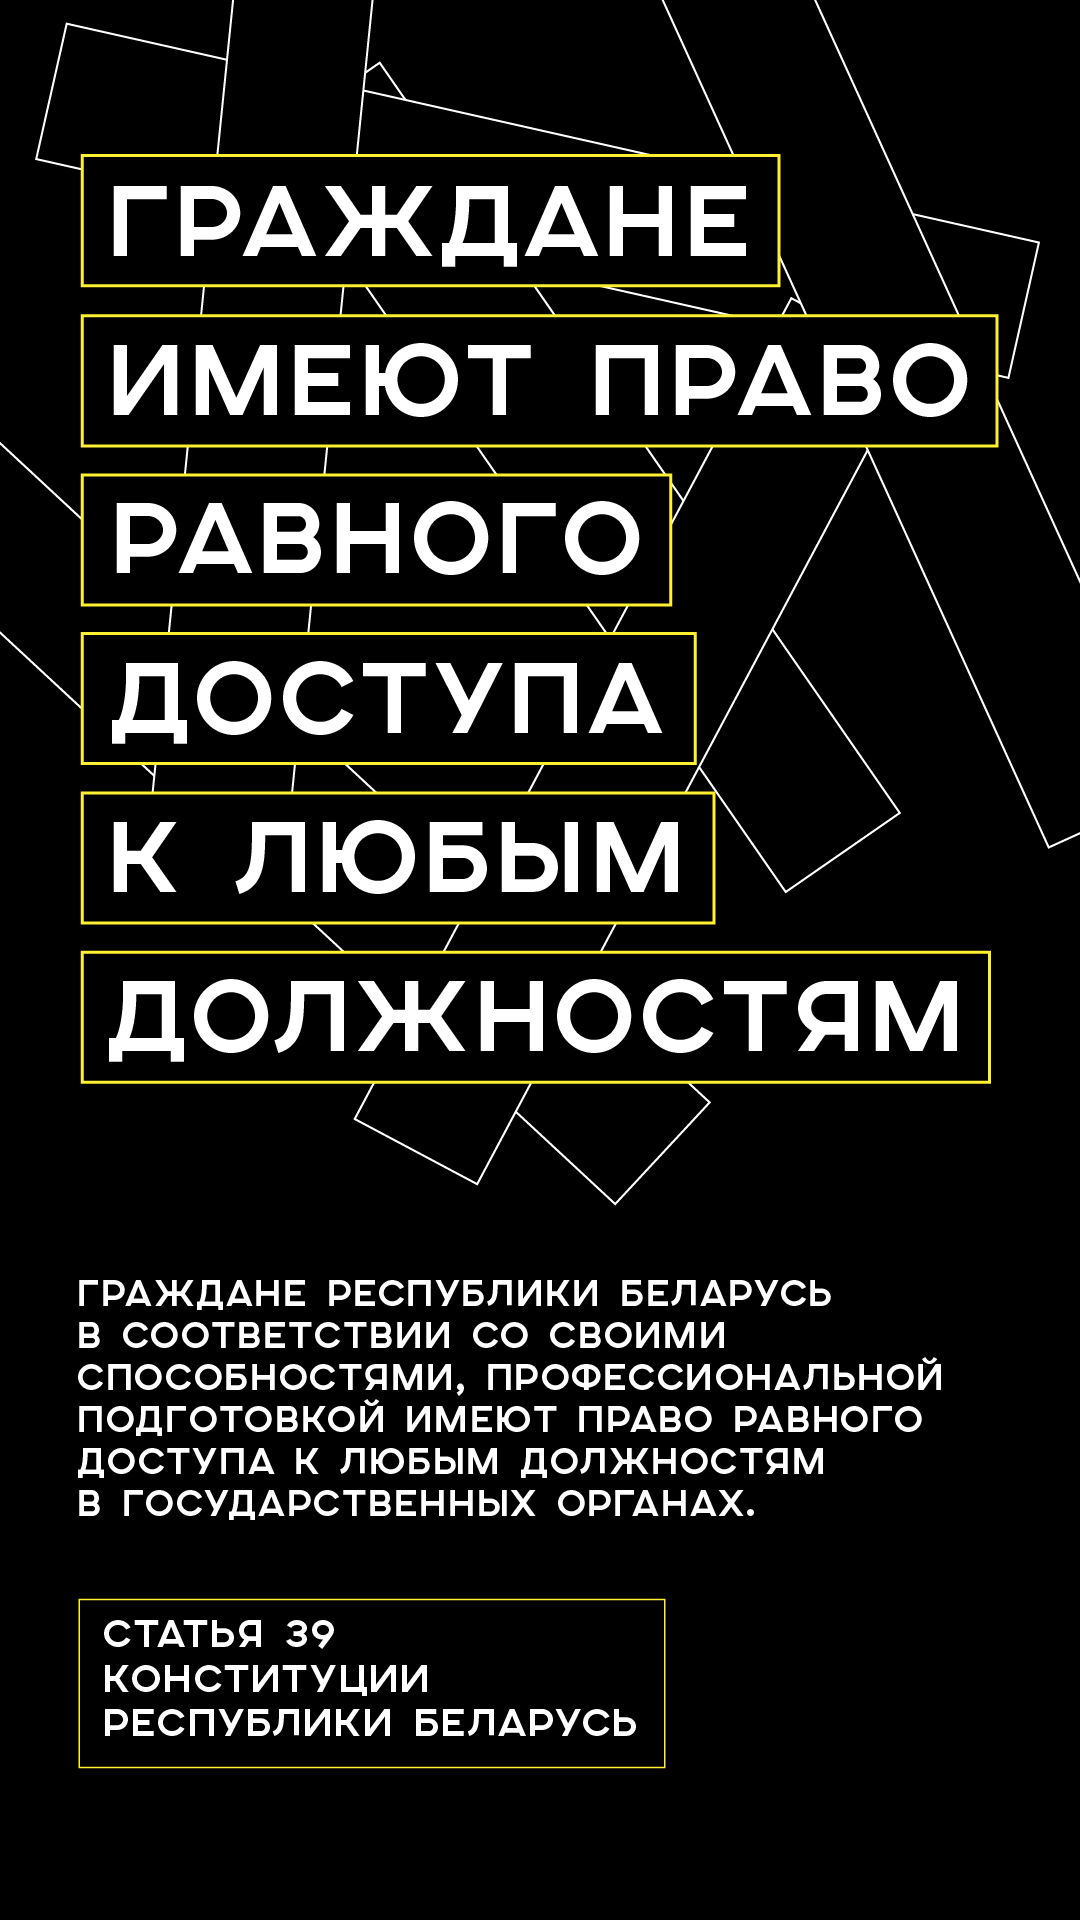 ГРАЖДАНЕ
ИМЕЮТ ПРАВО
РАВНОГО
ДОСТУПА
К ЛЮБЫМ
ДОЛЖНОСТЯМ
ГРАЖДАНЕ РЕСПУБЛИКИ БЕЛАРУСЬ
В СООТВЕТСТВИИ СО СВОИМИ
СПОСОБНОСТЯМИ, ПРОФЕССИОНАЛЬНОЙ
ПОДГОТОВКОЙ ИМЕЮТ ПРАВО РАВНОГО
ДОСТУПА К ЛЮБЫМ ДОЛЖНОСТЯМ
В ГОСУДАРСТВЕННЫХ ОРГАНАХ.
СТАТЬЯ 39
КОНСТИТУЦИИ
РЕСПУБЛИКИ БЕЛАРУСЬ